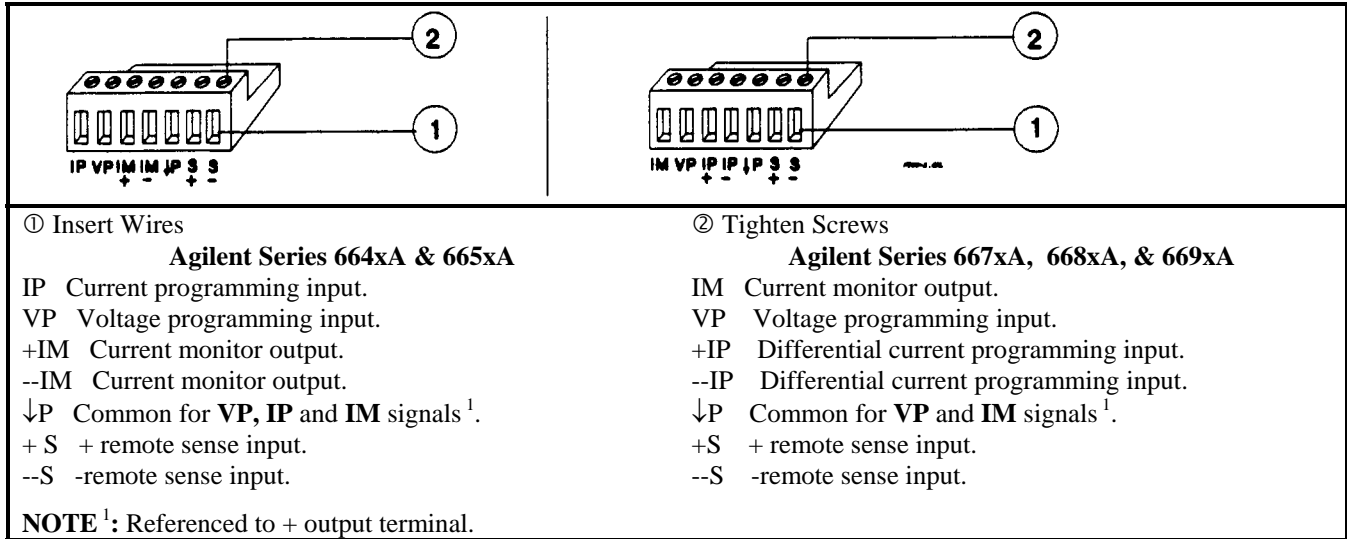 2
1
IP VP IM IM ↓P S S
+ - + -
2
1
IM VP IP IP ↓P S S
+ - + -
① Insert Wires
Agilent Series 664xA & 665xA
IP Current programming input.
VP Voltage programming input.
+IM Current monitor output.
--IM Current monitor output.
↓P Common for VP, IP and IM signals ¹.
+ S + remote sense input.
--S -remote sense input.
NOTE ¹: Referenced to + output terminal.
② Tighten Screws
Agilent Series 667xA, 668xA, & 669xA
IM Current monitor output.
VP Voltage programming input.
+IP Differential current programming input.
--IP Differential current programming input.
↓P Common for VP and IM signals ¹.
+S + remote sense input.
--S -remote sense input.